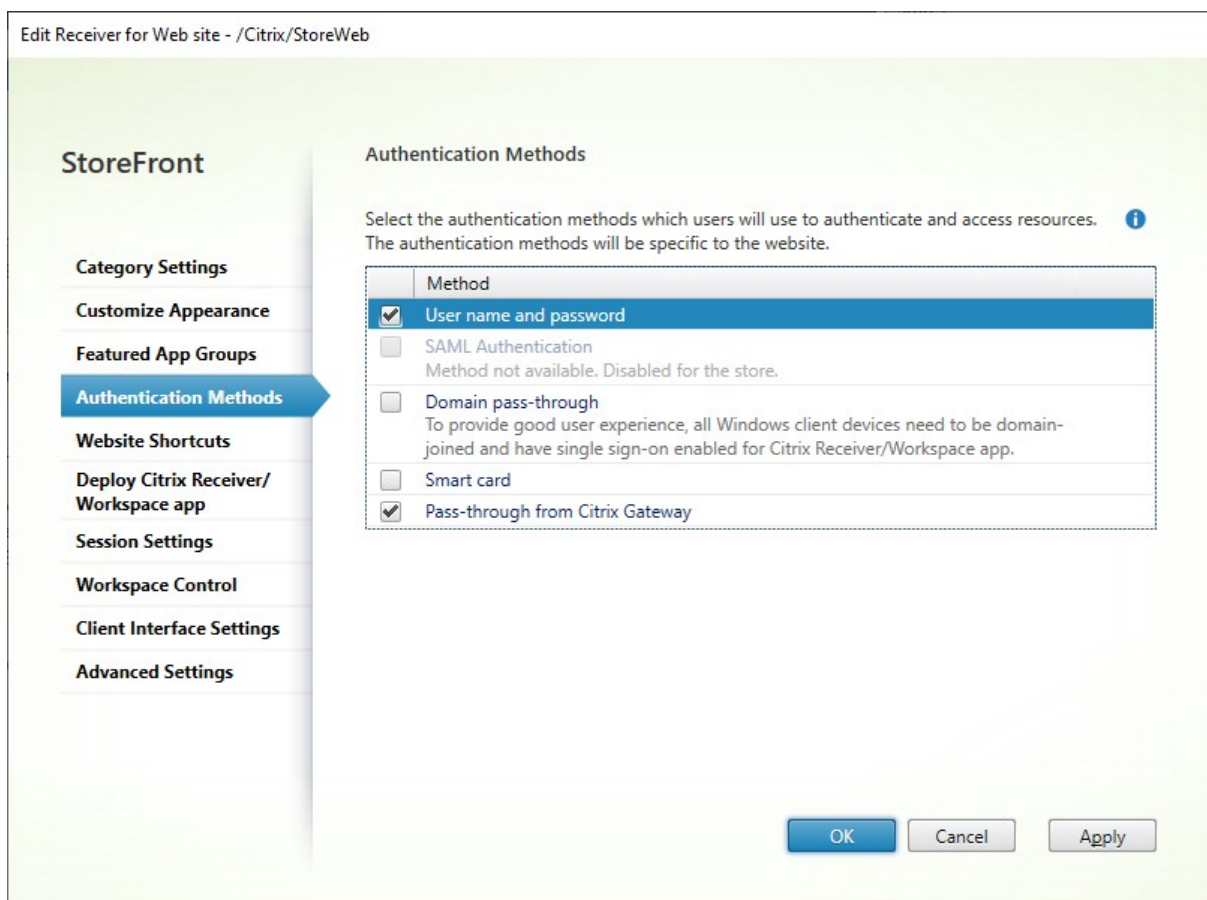 Edit Receiver for Web site - /Citrix/StoreWeb
StoreFront
Category Settings
Customize Appearance
Featured App Groups
Authentication Methods
Website Shortcuts
Deploy Citrix Receiver/
Workspace app
Session Settings
Workspace Control
Client Interface Settings
Advanced Settings
Authentication Methods
Select the authentication methods which users will use to authenticate and access resources.
The authentication methods will be specific to the website.
Method
User name and password
SAML Authentication
Method not available. Disabled for the store.
Domain pass-through
To provide good user experience, all Windows client devices need to be domain-
joined and have single sign-on enabled for Citrix Receiver/Workspace app.
Smart card
Pass-through from Citrix Gateway
OK
Cancel
Apply